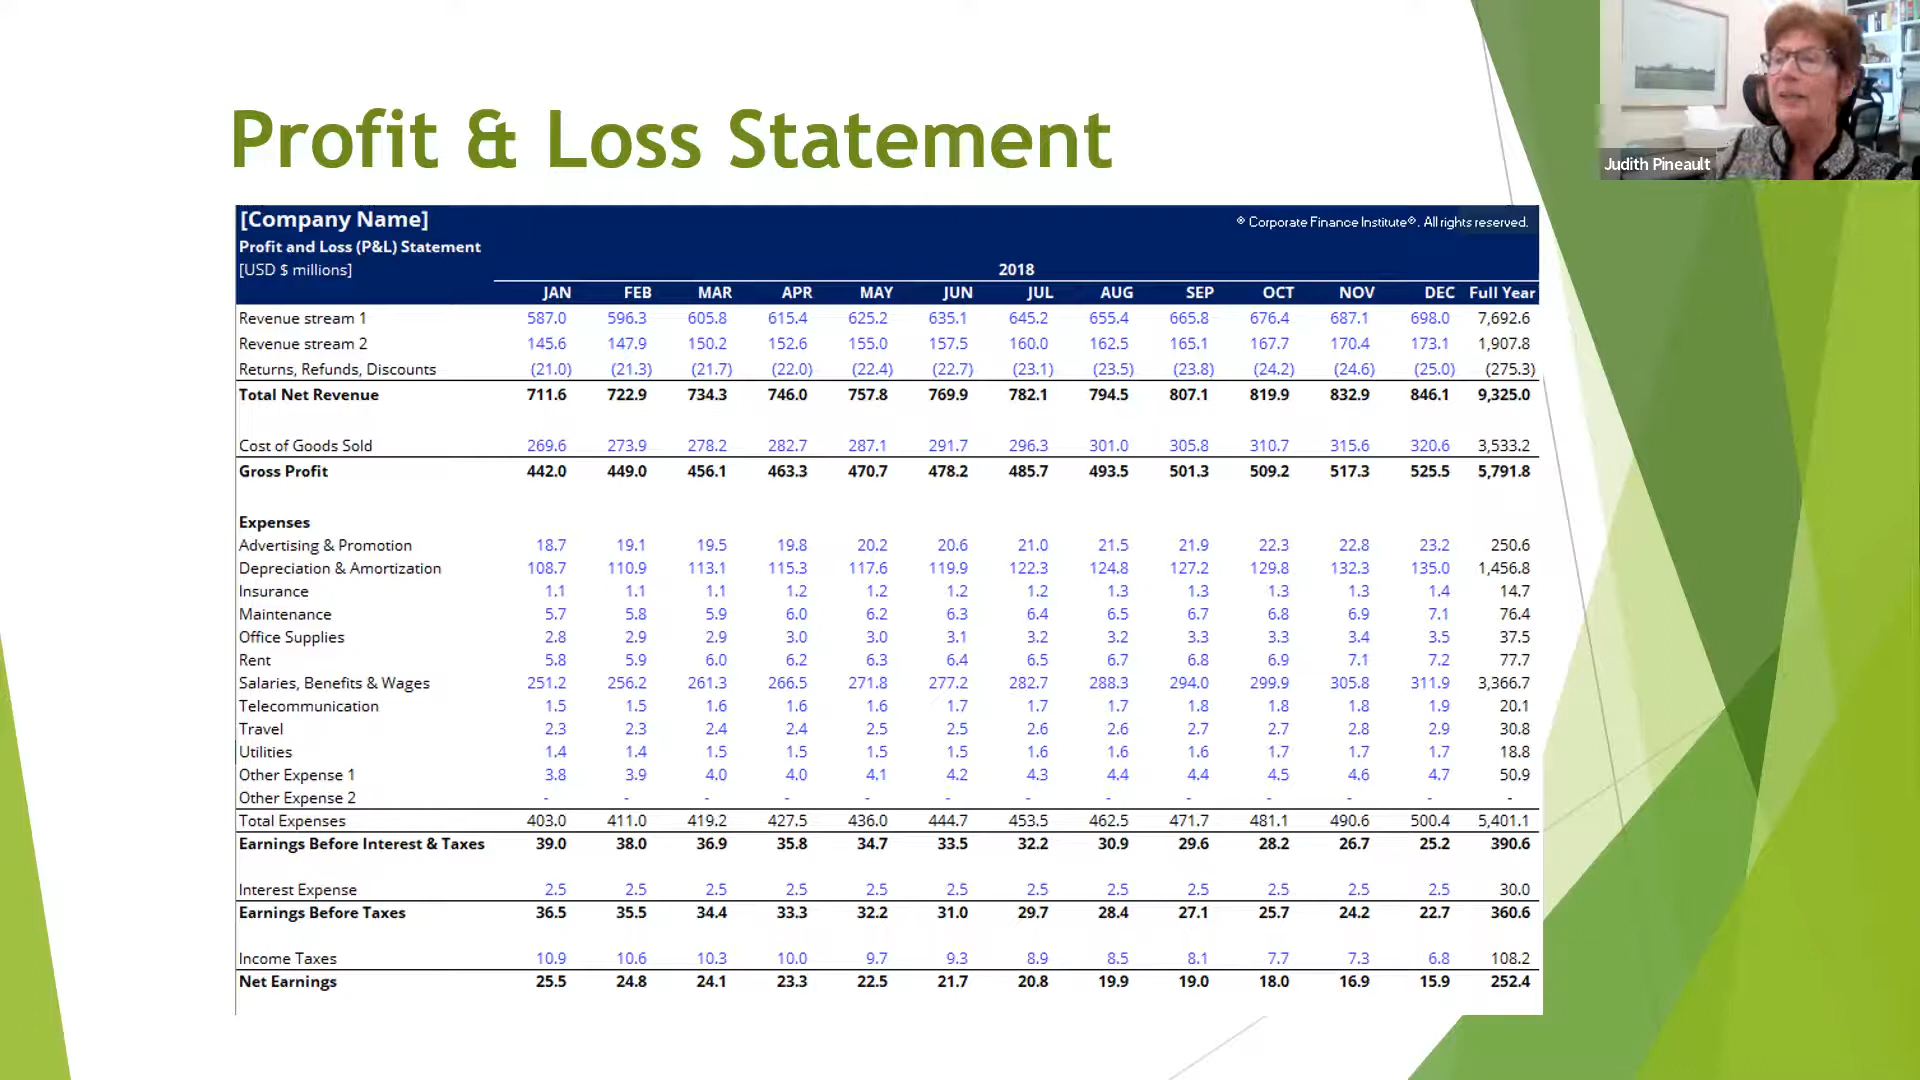 Profit & Loss Statement
Judith Pineault
[Company Name]
® Corporate Finance Institute®. All rights reserved.
Profit and Loss (P&L) Statement
[USD $ millions] 2018
JAN FEB MAR APR MAY JUN JUL AUG SEP OCT NOV DEC Full Year
Revenue stream 1 587.0 596.3 605.8 615.4 625.2 635.1 645.2 655.4 665.8 676.4 687.1 698.0 7,692.6
Revenue stream 2 145.6 147.9 150.2 152.6 155.0 157.5 160.0 162.5 165.1 167.7 170.4 173.1 1,907.8
Returns, Refunds, Discounts (21.0) (21.3) (21.7) (22.0) (22.4) (22.7) (23.1) (23.5) (23.8) (24.2) (24.6) (25.0) (275.3)
Total Net Revenue 711.6 722.9 734.3 746.0 757.8 769.9 782.1 794.5 807.1 819.9 832.9 846.1 9,325.0
Cost of Goods Sold 269.6 273.9 278.2 282.7 287.1 291.7 296.3 301.0 305.8 310.7 315.6 320.6 3,533.2
Gross Profit 442.0 449.0 456.1 463.3 470.7 478.2 485.7 493.5 501.3 509.2 517.3 525.5 5,791.8
Expenses
Advertising & Promotion 18.7 19.1 19.5 19.8 20.2 20.6 21.0 21.5 21.9 22.3 22.8 23.2 250.6
Depreciation & Amortization 108.7 110.9 113.1 115.3 117.6 119.9 122.3 124.8 127.2 129.8 132.3 135.0 1,456.8
Insurance 1.1 1.1 1.1 1.2 1.2 1.2 1.2 1.3 1.3 1.3 1.3 1.4 14.7
Maintenance 5.7 5.8 5.9 6.0 6.2 6.3 6.4 6.5 6.7 6.8 6.9 7.1 76.4
Office Supplies 2.8 2.9 2.9 3.0 3.0 3.1 3.2 3.2 3.3 3.3 3.4 3.5 37.5
Rent 5.8 5.9 6.0 6.2 6.3 6.4 6.5 6.7 6.8 6.9 7.1 7.2 77.7
Salaries, Benefits & Wages 251.2 256.2 261.3 266.5 271.8 277.2 282.7 288.3 294.0 299.9 305.8 311.9 3,366.7
Telecommunication 1.5 1.5 1.6 1.6 1.6 1.7 1.7 1.7 1.8 1.8 1.8 1.9 20.1
Travel 2.3 2.3 2.4 2.4 2.5 2.5 2.6 2.6 2.7 2.7 2.8 2.9 30.8
Utilities 1.4 1.4 1.5 1.5 1.5 1.5 1.6 1.6 1.6 1.7 1.7 1.7 18.8
Other Expense 1 3.8 3.9 4.0 4.0 4.1 4.2 4.3 4.4 4.4 4.5 4.6 4.7 50.9
Other Expense 2 - - - - - - - - - - - - -
Total Expenses 403.0 411.0 419.2 427.5 436.0 444.7 453.5 462.5 471.7 481.1 490.6 500.4 5,401.1
Earnings Before Interest & Taxes 39.0 38.0 36.9 35.8 34.7 33.5 32.2 30.9 29.6 28.2 26.7 25.2 390.6
Interest Expense 2.5 2.5 2.5 2.5 2.5 2.5 2.5 2.5 2.5 2.5 2.5 2.5 30.0
Earnings Before Taxes 36.5 35.5 34.4 33.3 32.2 31.0 29.7 28.4 27.1 25.7 24.2 22.7 360.6
Income Taxes 10.9 10.6 10.3 10.0 9.7 9.3 8.9 8.5 8.1 7.7 7.3 6.8 108.2
Net Earnings 25.5 24.8 24.1 23.3 22.5 21.7 20.8 19.9 19.0 18.0 16.9 15.9 252.4